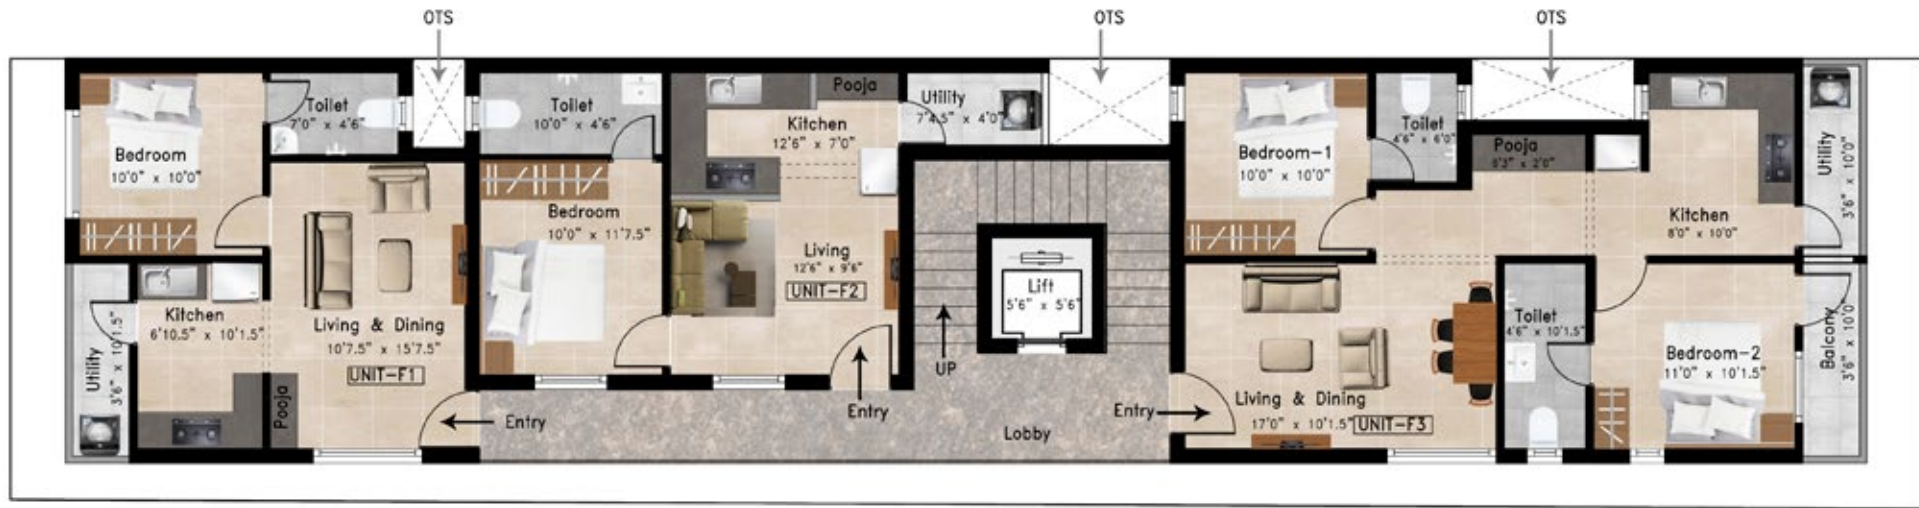 OTS
OTS
OTS
Bedroom
10'0" x 10'0"
Toilet
7'0" x 4'6"
Utility
3'6" x 10'1.5"
Kitchen
6'10.5" x 10'1.5"
Living & Dining
10'7.5" x 15'7.5"
UNIT-F1
Pooja
Entry
Toilet
10'0" x 4'6"
Bedroom
10'0" x 11'7.5"
Pooja
Kitchen
12'6" x 7'0"
Utility
7'4.5" x 4'0"
Living
12'6" x 9'6"
UNIT-F2
Entry
UP
Lift
5'6" x 5'6"
Lobby
Entry
Bedroom-1
10'0" x 10'0"
Toilet
4'6" x 6'0"
Pooja
Kitchen
8'0" x 10'0"
Utility
3'6" x 10'0"
Living & Dining
17'0" x 10'1.5"
UNIT-F3
Toilet
4'6" x 10'1.5"
Bedroom-2
11'0" x 10'1.5"
Balcony
3'6" x 10'0